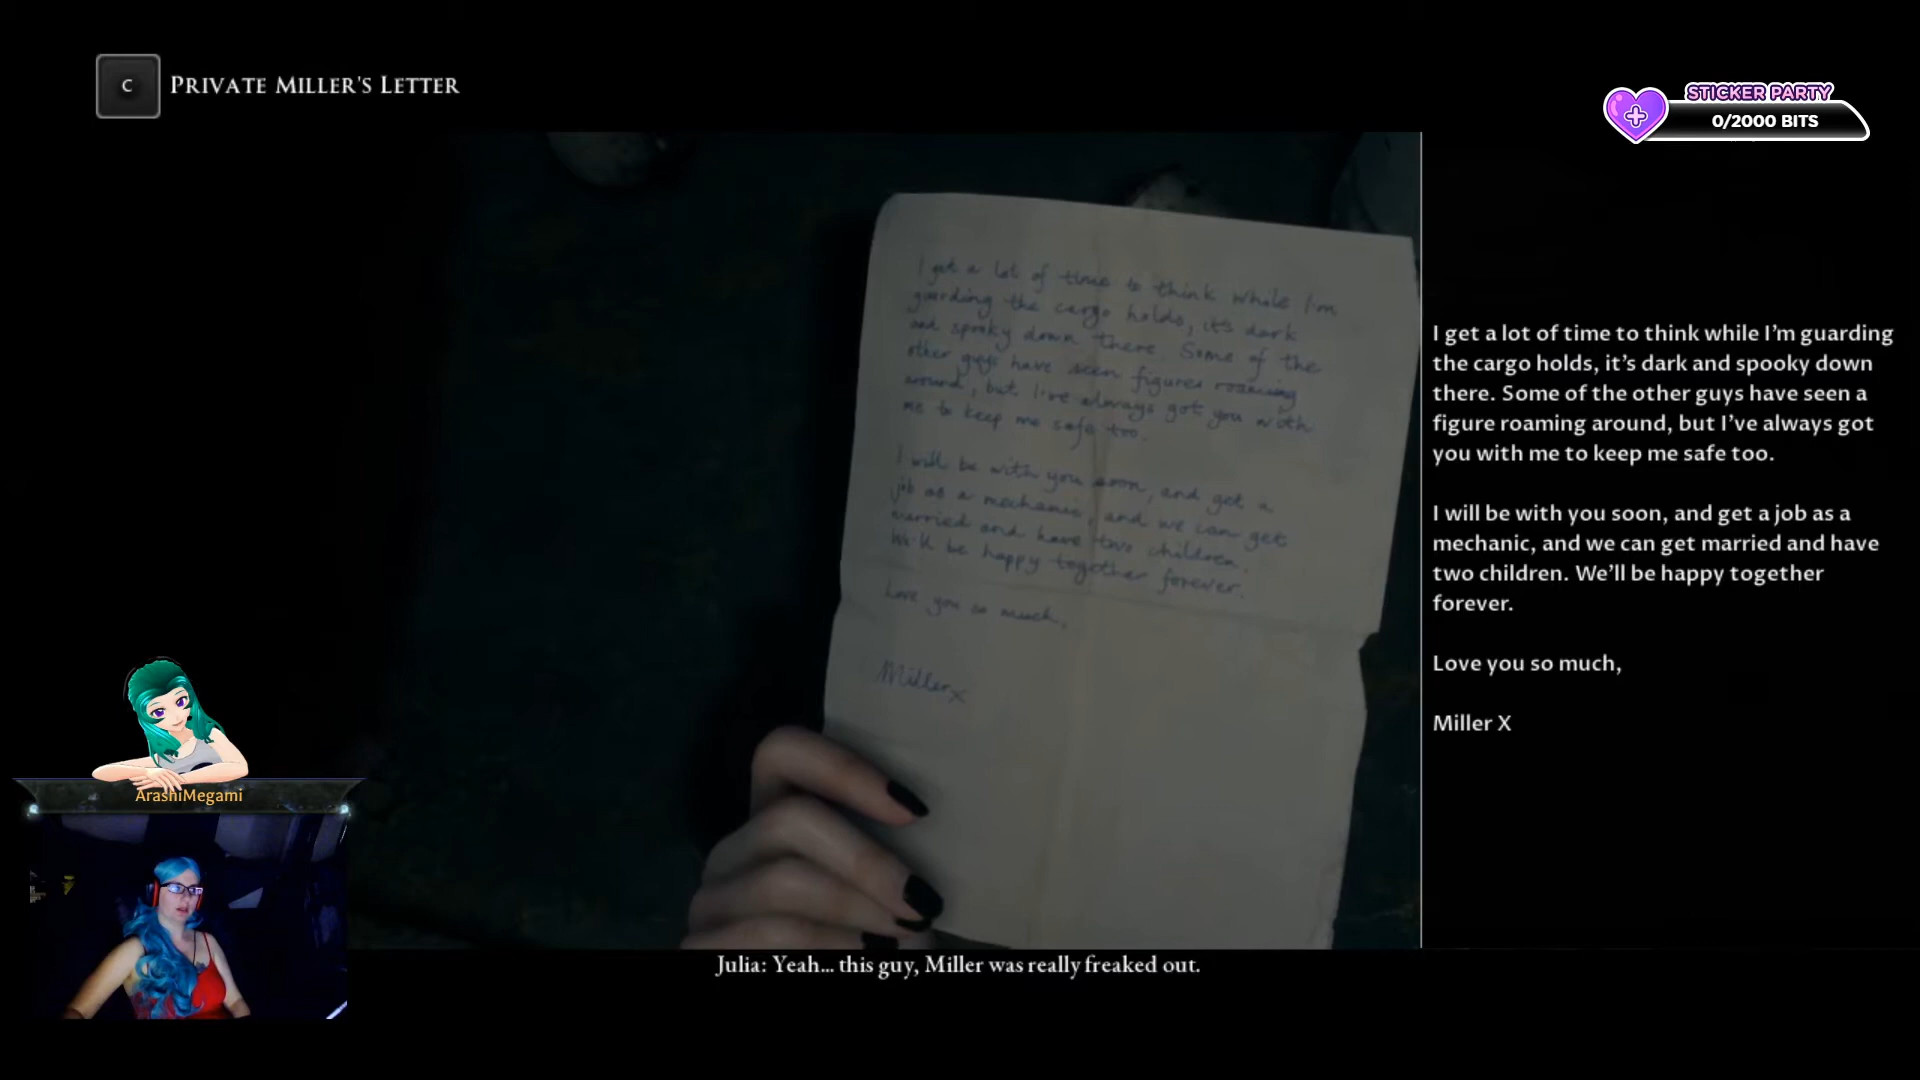 C
PRIVATE MILLER'S LETTER
STICKER PARTY
0/2000 BITS
I get a lot of time to think while I'm
guarding the cargo holds, it's dark
and spooky down there. Some of the
other guys have seen figures roaming
around, but I've always got you with
me to keep me safe too.
I will be with you soon, and get a
job as a mechanic, and we can get
married and have two children.
We'll be happy together forever.
Love you so much,
Miller x
I get a lot of time to think while I'm guarding
the cargo holds, it's dark and spooky down
there. Some of the other guys have seen a
figure roaming around, but I've always got
you with me to keep me safe too.
I will be with you soon, and get a job as a
mechanic, and we can get married and have
two children. We'll be happy together
forever.
Love you so much,
Miller X
ArashiMegami
Julia: Yeah... this guy, Miller was really freaked out.